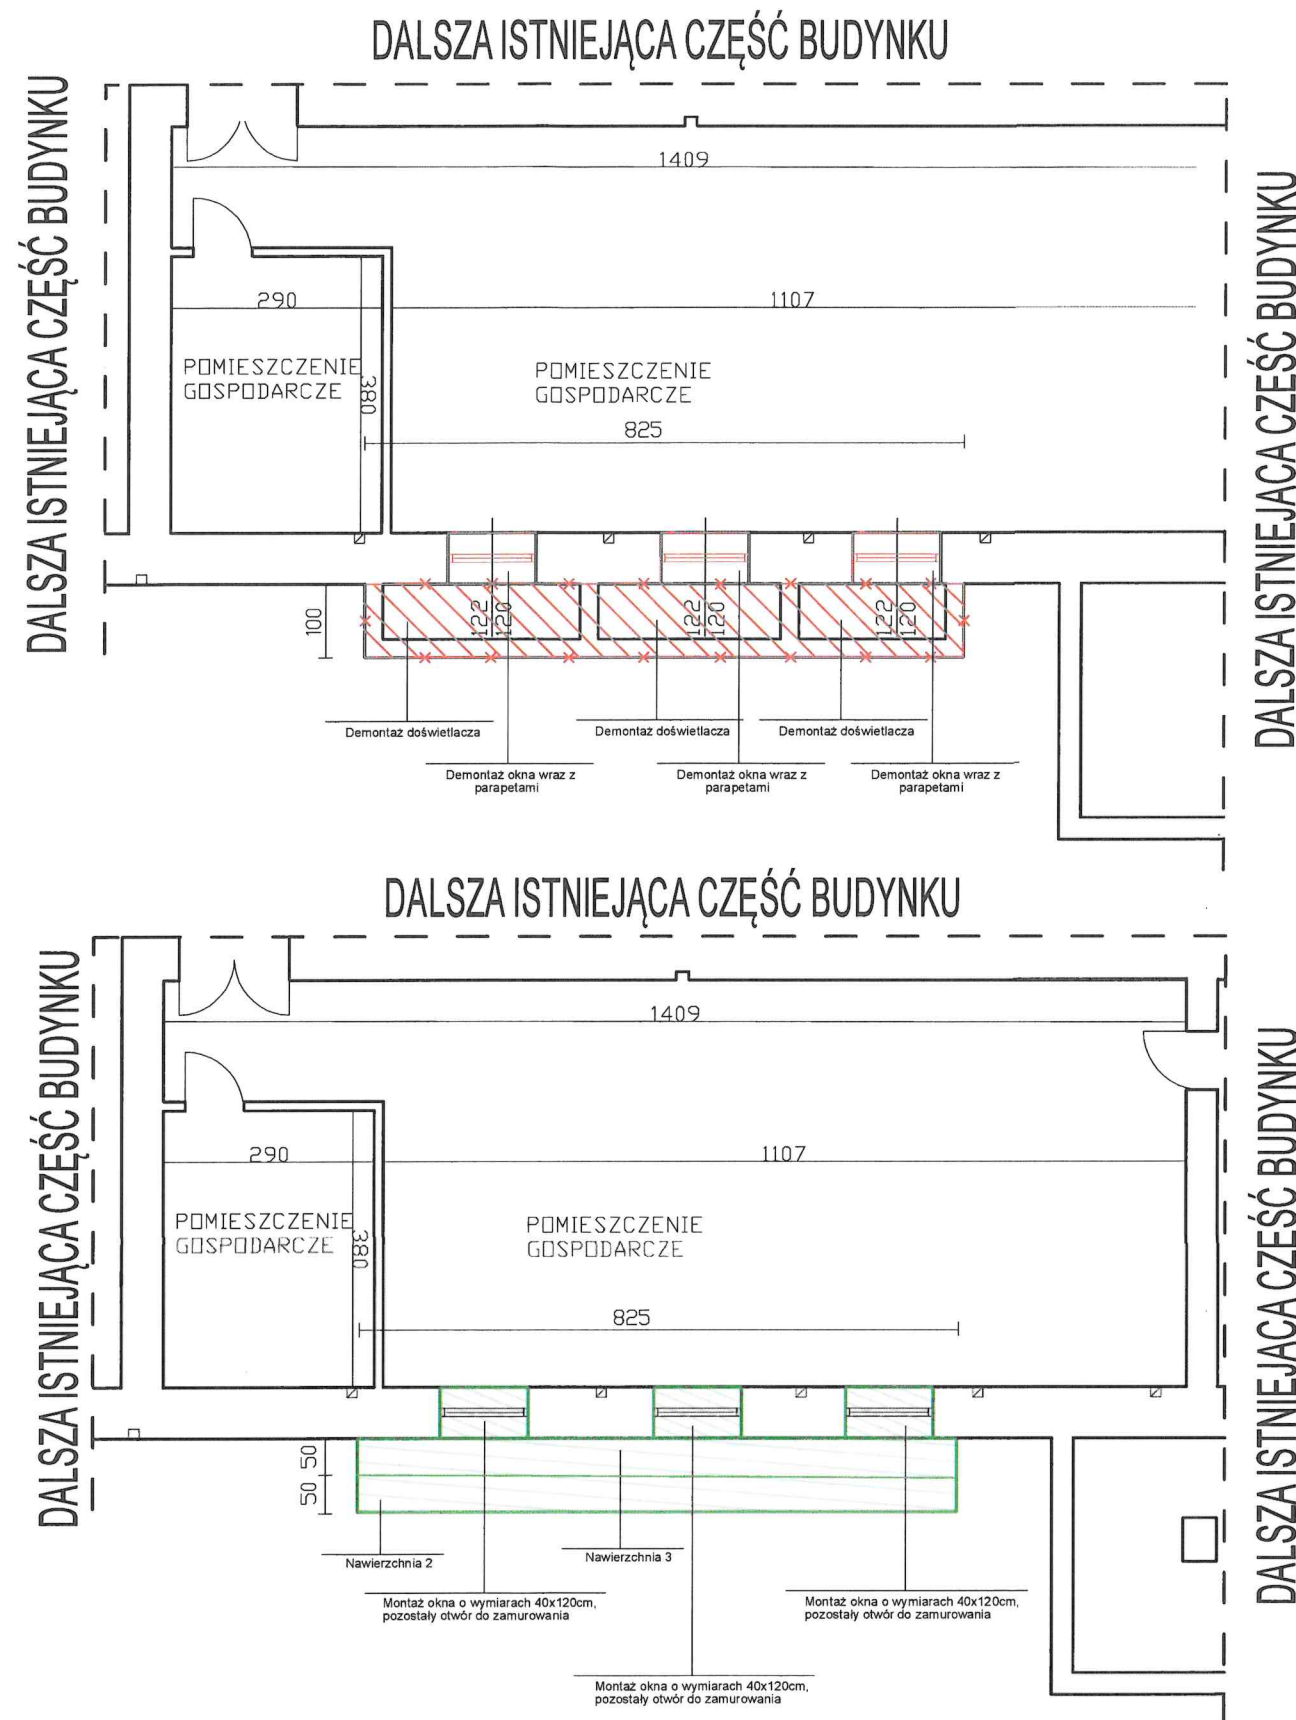 DALSZA ISTNIEJĄCA CZĘŚĆ BUDYNKU
DALSZA ISTNIEJĄCA CZĘŚĆ BUDYNKU
DALSZA ISTNIEJACA CZEŚĆ BUDYNKU
1409
290
1107
POMIESZCZENIE
GOSPODARCZE
380
POMIESZCZENIE
GOSPODARCZE
825
100
122
120
122
120
122
120
Demontaż doświetlacza
Demontaż doświetlacza
Demontaż doświetlacza
Demontaż okna wraz z
parapetami
Demontaż okna wraz z
parapetami
Demontaż okna wraz z
parapetami
DALSZA ISTNIEJĄCA CZĘŚĆ BUDYNKU
DALSZA ISTNIEJĄCA CZĘŚĆ BUDYNKU
DALSZA ISTNIEJACA CZEŚĆ BUDYNKU
1409
290
1107
POMIESZCZENIE
GOSPODARCZE
380
POMIESZCZENIE
GOSPODARCZE
825
50
50
Nawierzchnia 2
Nawierzchnia 3
Montaż okna o wymiarach 40x120cm,
pozostały otwór do zamurowania
Montaż okna o wymiarach 40x120cm,
pozostały otwór do zamurowania
Montaż okna o wymiarach 40x120cm,
pozostały otwór do zamurowania